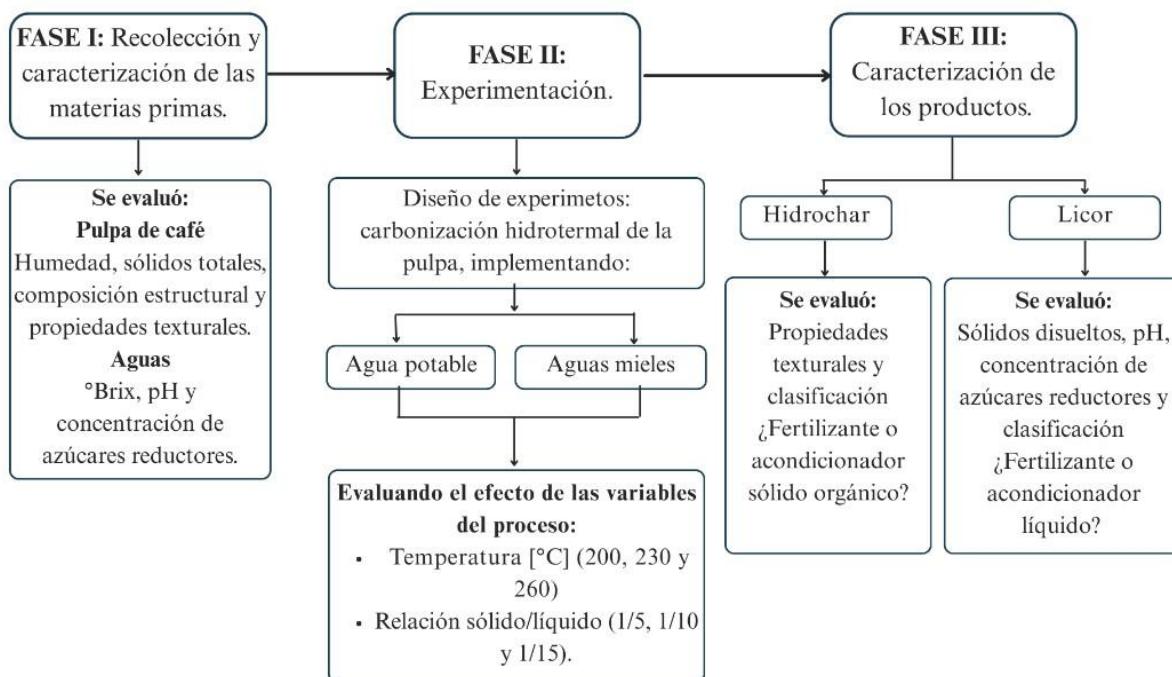 FASE I: Recolección y
caracterización de las
materias primas.
Se evaluó:
Pulpa de café
Humedad, sólidos totales,
composición estructural y
propiedades texturales.
Aguas
°Brix, pH y
concentración de
azúcares reductores.
FASE II:
Experimentación.
Diseño de experimetos:
carbonización hidrotermal de la
pulpa, implementando:
Agua potable
Aguas mieles
Evaluando el efecto de las variables
del proceso:
• Temperatura [°C] (200, 230 y
260)
• Relación sólido/líquido (1/5, 1/10
y 1/15).
FASE III:
Caracterización de
los productos.
Hidrochar
Se evaluó:
Propiedades
texturales y
clasificación
¿Fertilizante o
acondicionador
sólido orgánico?
Licor
Se evaluó:
Sólidos disueltos, pH,
concentración de
azúcares reductores y
clasificación
¿Fertilizante o
acondicionador
líquido?